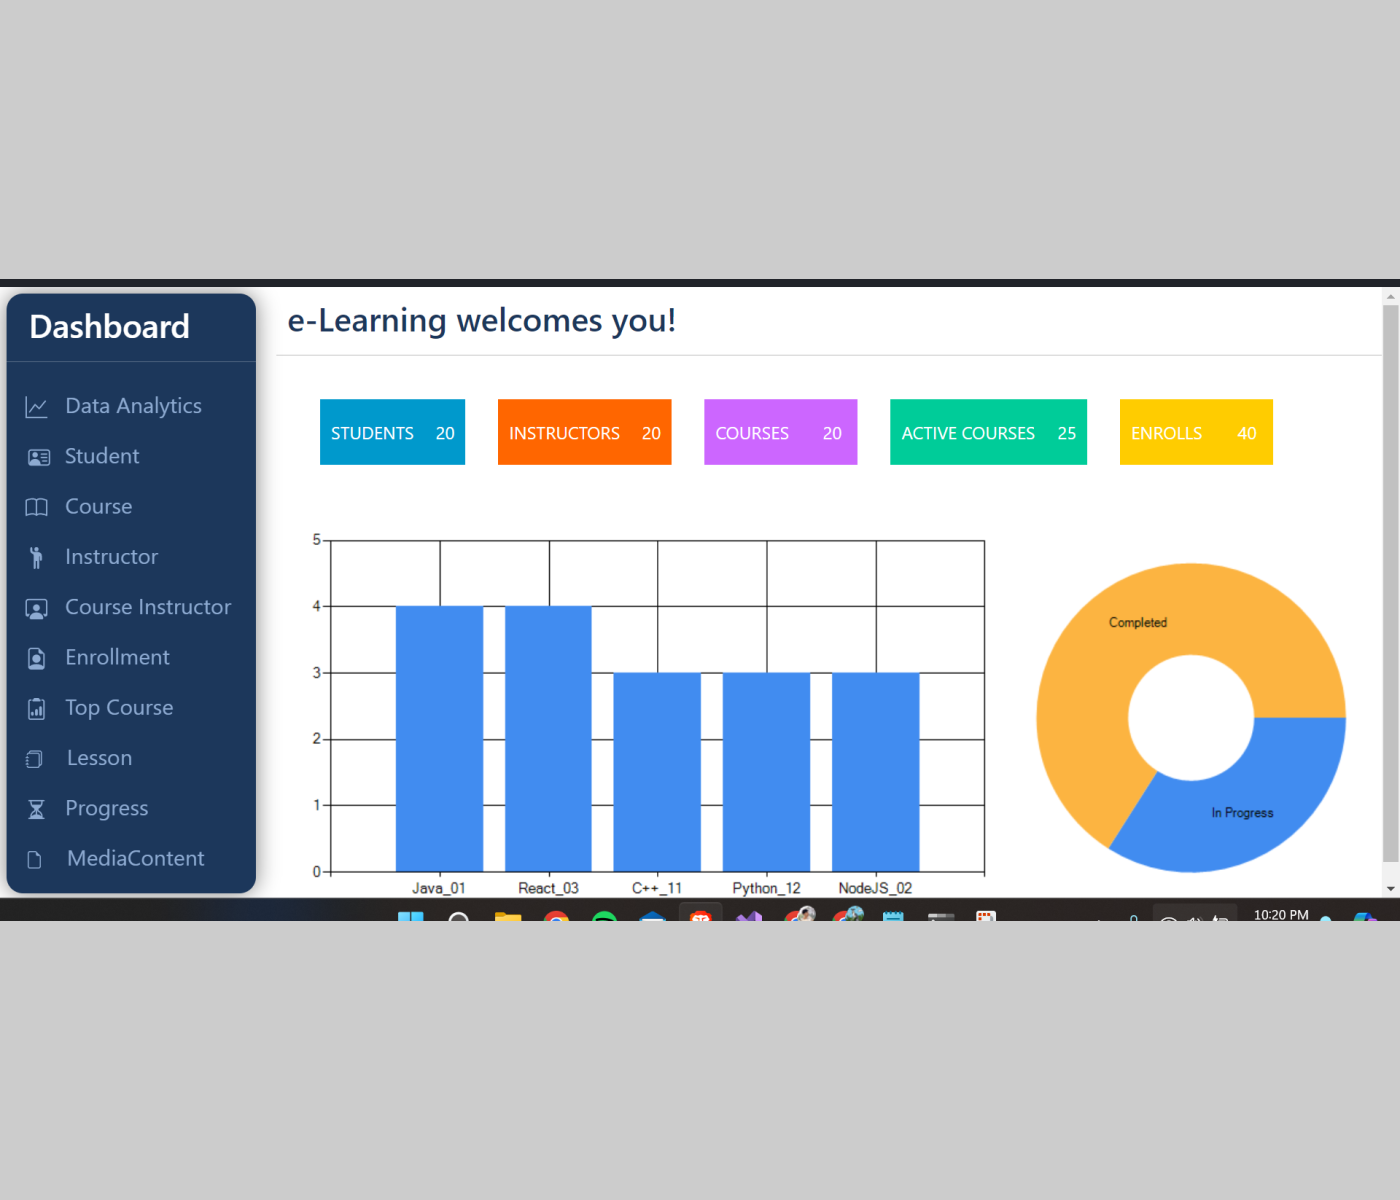 Dashboard
Data Analytics
Student
Course
Instructor
Course Instructor
Enrollment
Top Course
Lesson
Progress
MediaContent
e-Learning welcomes you!
STUDENTS 20
INSTRUCTORS 20
COURSES 20
ACTIVE COURSES 25
ENROLLS 40
5
4
3
2
1
0
Java_01 React_03 C++_11 Python_12 NodeJS_02
Completed
In Progress
10:20 PM